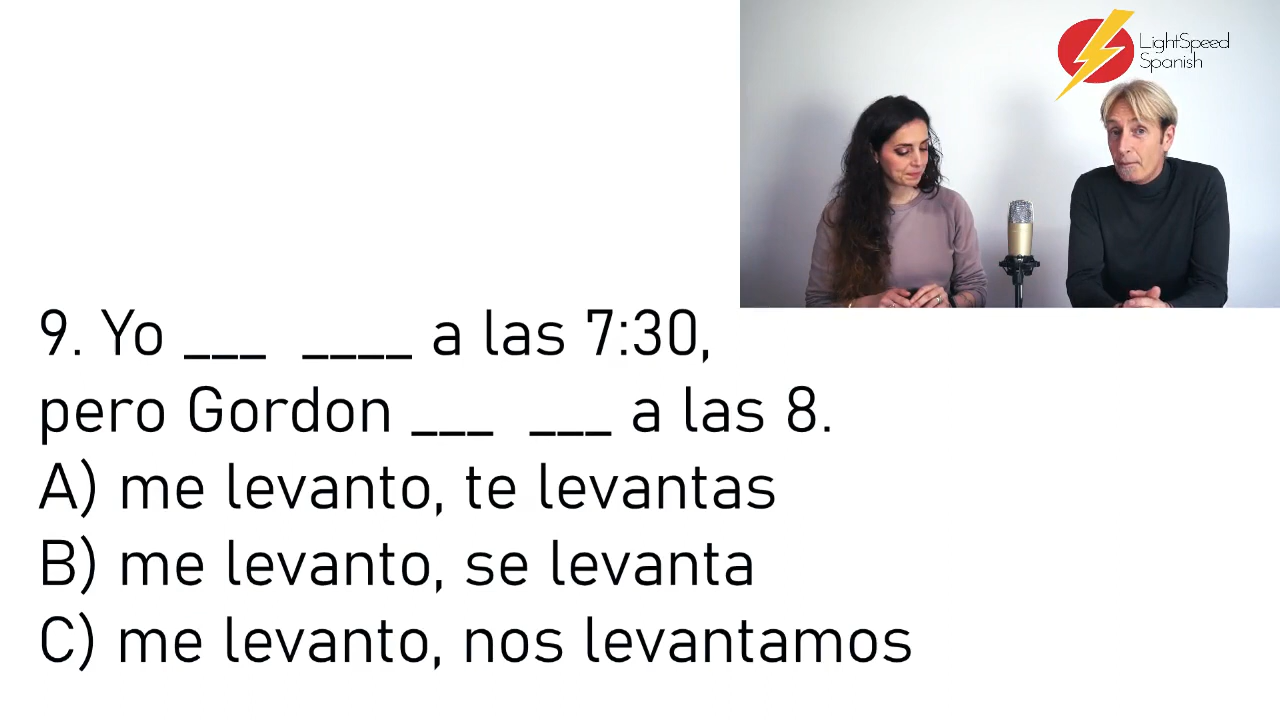 LightSpeed
Spanish
9. Yo ___ ____ a las 7:30,
pero Gordon ___ ___ a las 8.
A) me levanto, te levantas
B) me levanto, se levanta
C) me levanto, nos levantamos